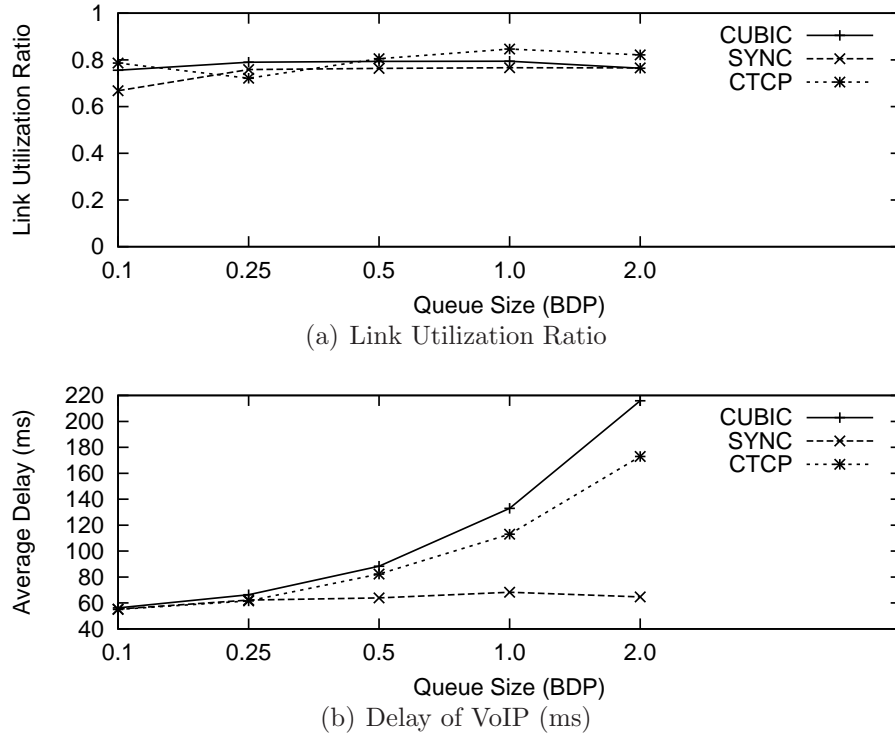 Link Utilization Ratio
1
0.8
0.6
0.4
0.2
0
0.1 0.25 0.5 1.0 2.0
Queue Size (BDP)
CUBIC
SYNC
CTCP
(a) Link Utilization Ratio
Average Delay (ms)
220
200
180
160
140
120
100
80
60
40
0.1 0.25 0.5 1.0 2.0
Queue Size (BDP)
CUBIC
SYNC
CTCP
(b) Delay of VoIP (ms)